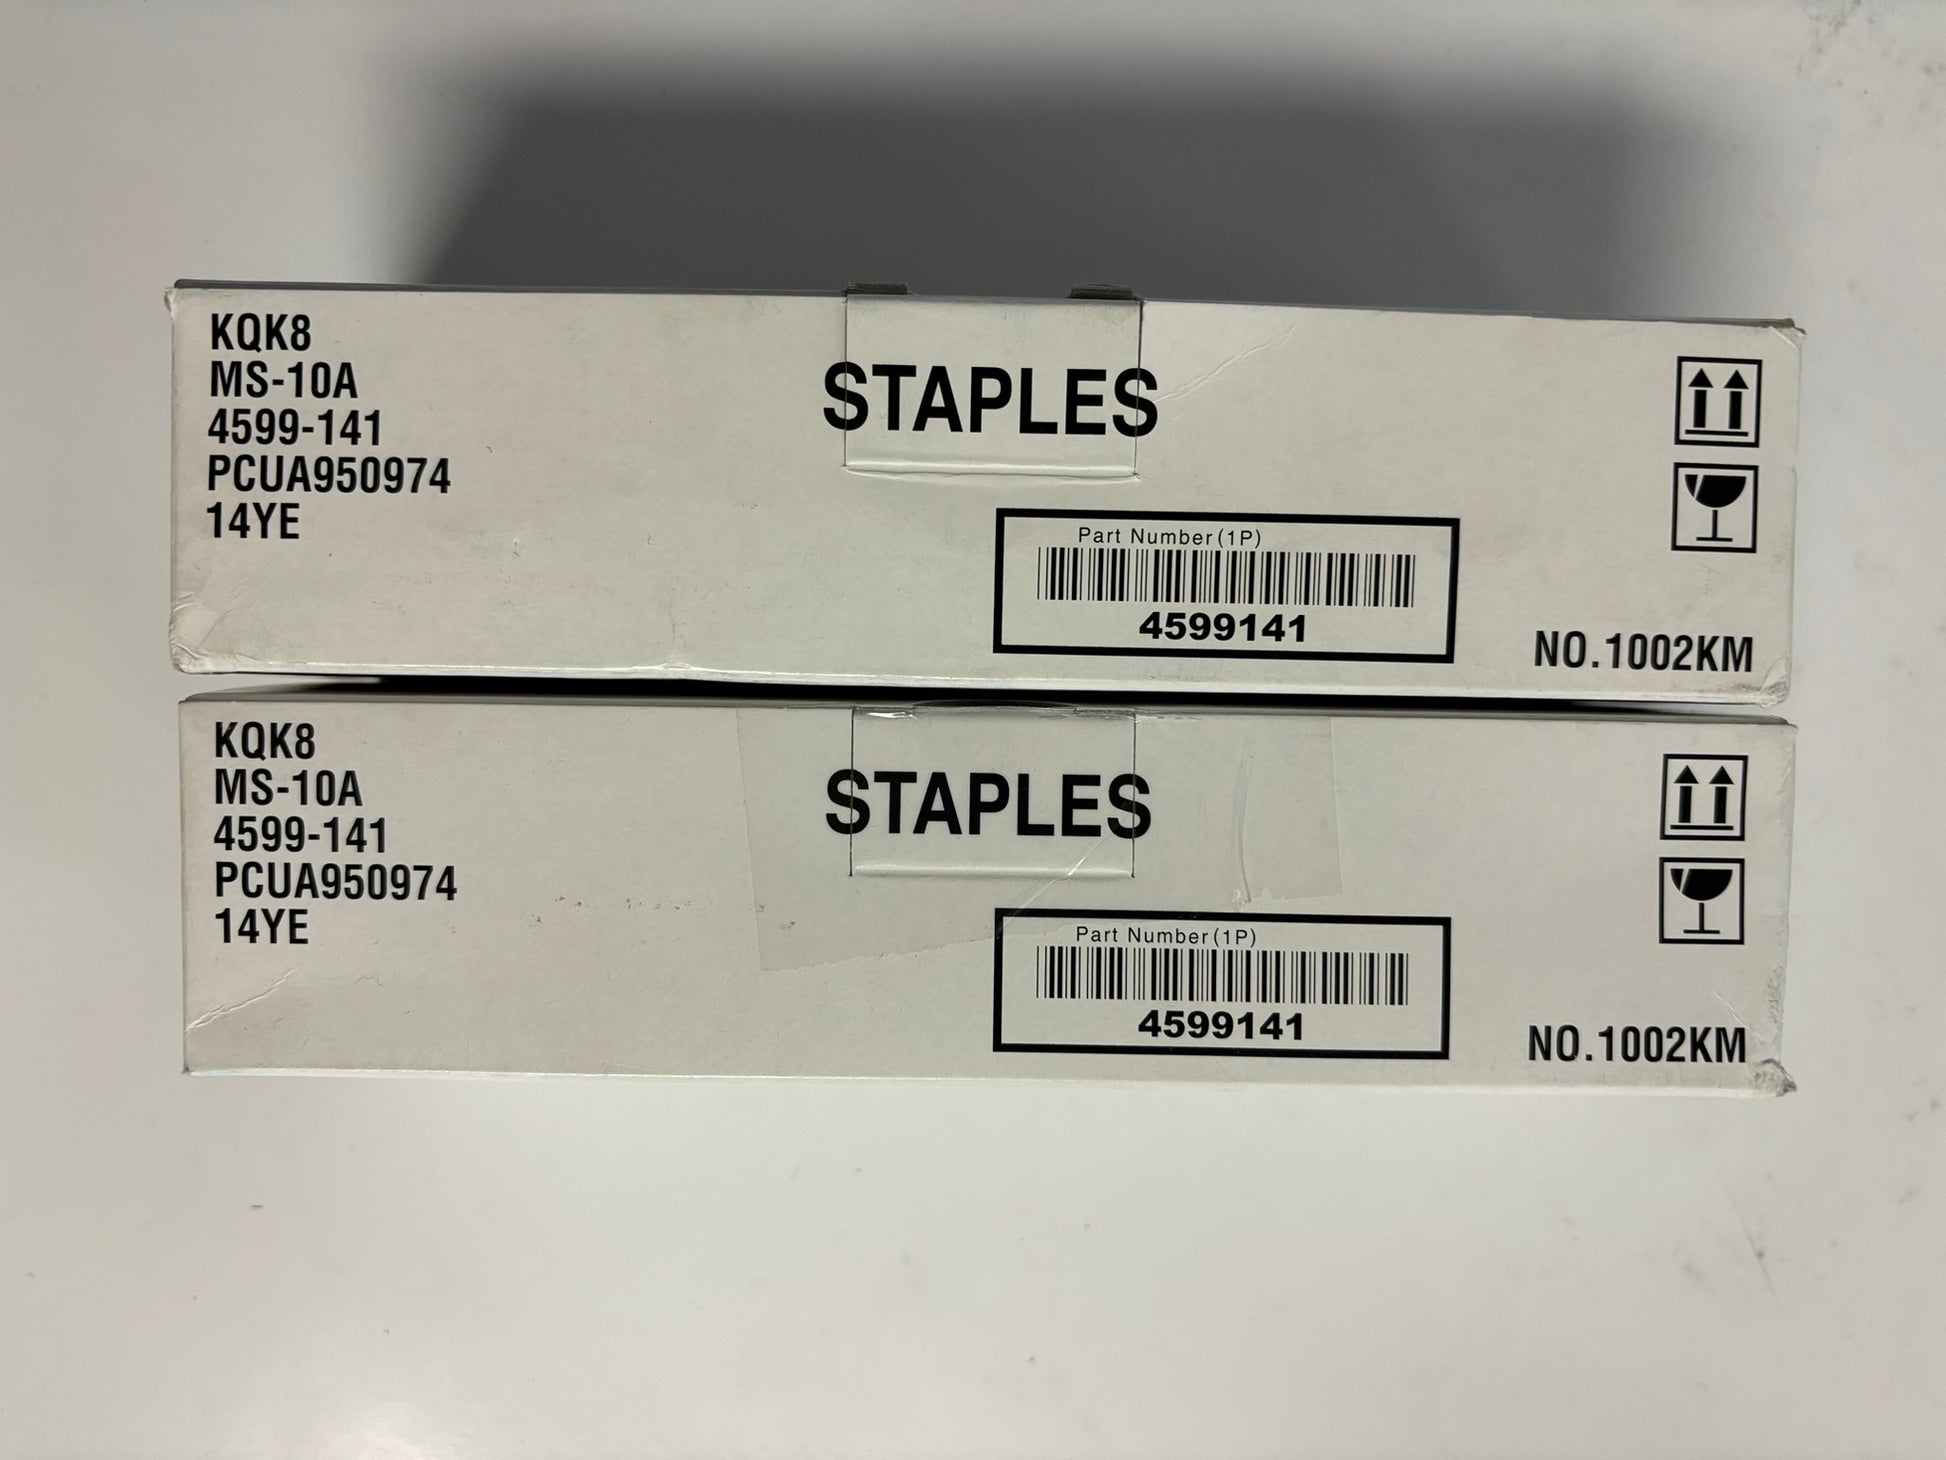 KQK8
MS-10A
4599-141
PCUA950974
14YE
STAPLES
Part Number(1P)
4599141
NO.1002KM
KQK8
MS-10A
4599-141
PCUA950974
14YE
STAPLES
Part Number(1P)
4599141
NO.1002KM